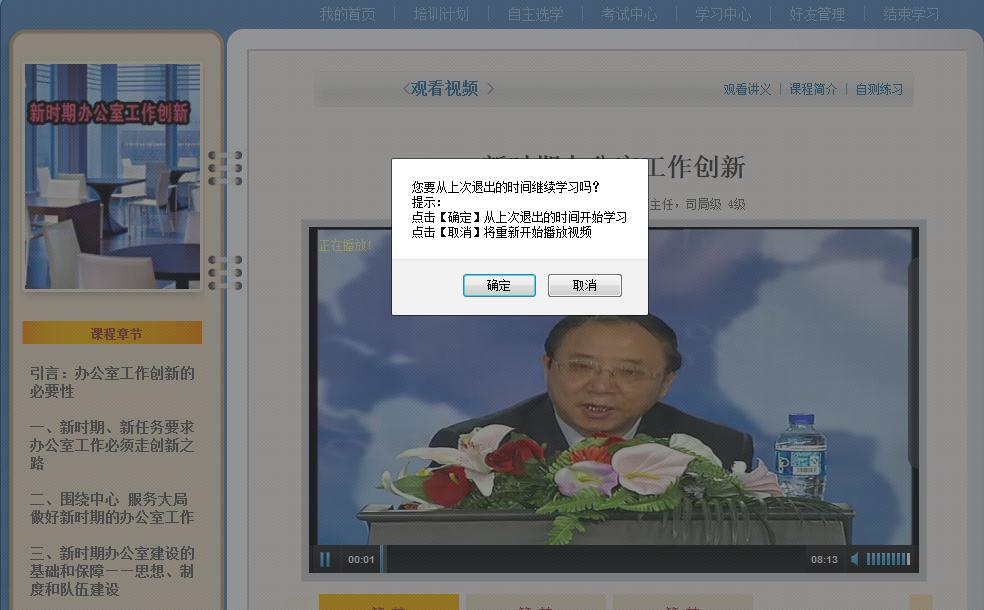 我的首页 | 培训计划 | 自主选学 | 考试中心 | 学习中心 | 好友管理 | 结束学习
新时期办公室工作创新
<观看视频>
观看讲义 | 课程简介 | 自测练习
工作创新
主任，司局级 4级
您要从上次退出的时间继续学习吗?
提示:
点击【确定】从上次退出的时间开始学习
点击【取消】将重新开始播放视频
确定 取消
正在播放!
00:01 08:13
课程章节
引言：办公室工作创新的
必要性
一、新时期、新任务要求
办公室工作必须走创新之
路
二、围绕中心 服务大局
做好新时期的办公室工作
三、新时期办公室建设的
基础和保障——思想、制
度和队伍建设